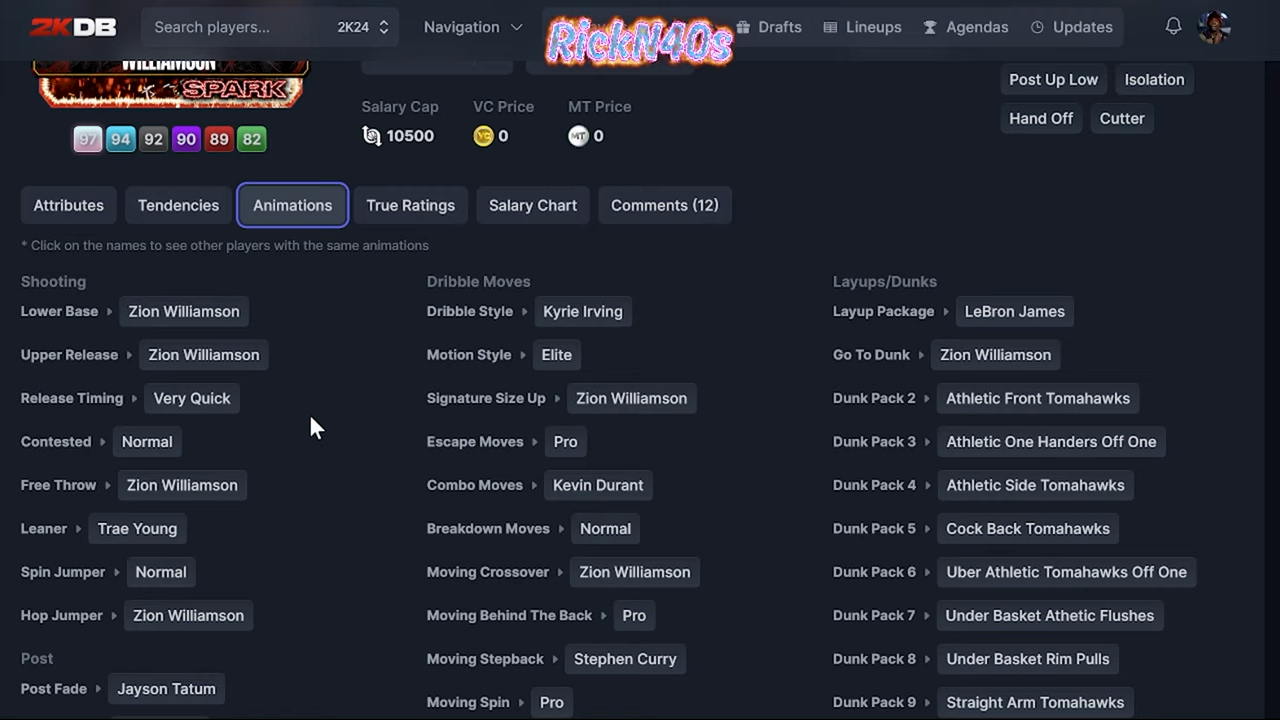 2KDB
Search players...
2K24
Navigation
RickN40s
Drafts
Lineups
Agendas
Updates
WILLIAMSON
SPARK
97 94 92 90 89 82
Salary Cap
10500
VC Price
VC 0
MT Price
MT 0
Post Up Low
Isolation
Hand Off
Cutter
Attributes
Tendencies
Animations
True Ratings
Salary Chart
Comments (12)
* Click on the names to see other players with the same animations
Shooting
Lower Base Zion Williamson
Upper Release Zion Williamson
Release Timing Very Quick
Contested Normal
Free Throw Zion Williamson
Leaner Trae Young
Spin Jumper Normal
Hop Jumper Zion Williamson
Post
Post Fade Jayson Tatum
Dribble Moves
Dribble Style Kyrie Irving
Motion Style Elite
Signature Size Up Zion Williamson
Escape Moves Pro
Combo Moves Kevin Durant
Breakdown Moves Normal
Moving Crossover Zion Williamson
Moving Behind The Back Pro
Moving Stepback Stephen Curry
Moving Spin Pro
Layups/Dunks
Layup Package LeBron James
Go To Dunk Zion Williamson
Dunk Pack 2 Athletic Front Tomahawks
Dunk Pack 3 Athletic One Handers Off One
Dunk Pack 4 Athletic Side Tomahawks
Dunk Pack 5 Cock Back Tomahawks
Dunk Pack 6 Uber Athletic Tomahawks Off One
Dunk Pack 7 Under Basket Athetic Flushes
Dunk Pack 8 Under Basket Rim Pulls
Dunk Pack 9 Straight Arm Tomahawks